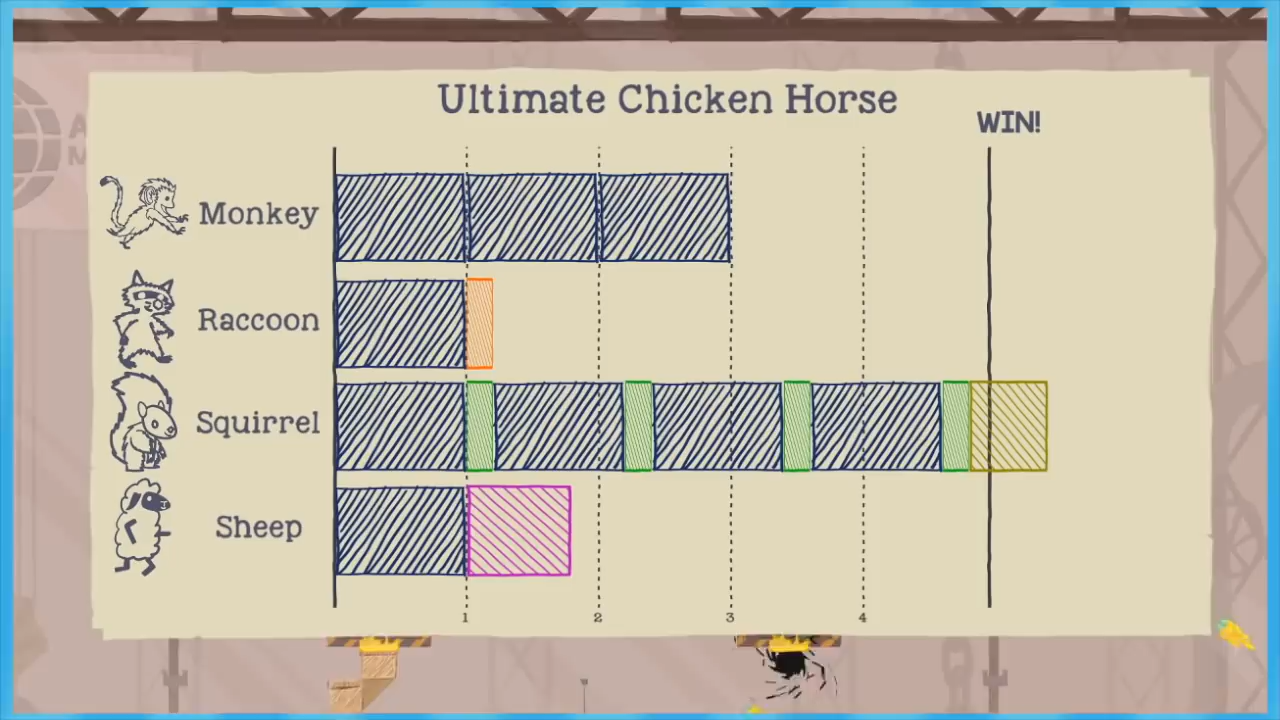 Ultimate Chicken Horse
WIN!
Monkey
Raccoon
Squirrel
Sheep
1 2 3 4